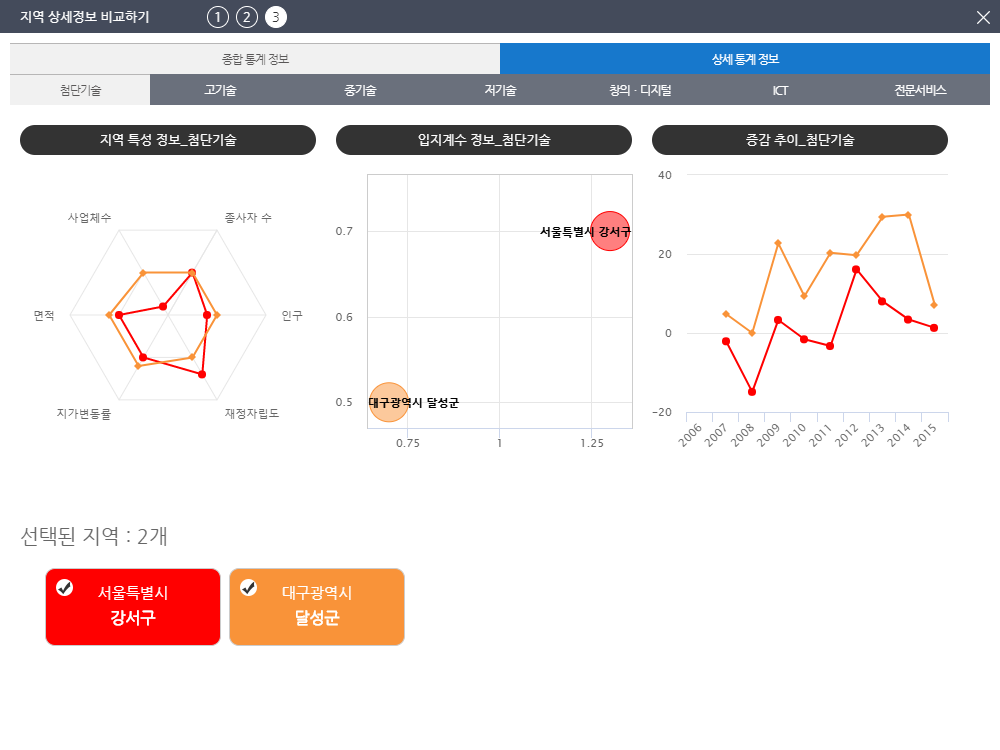 지역 상세정보 비교하기 1 2 3
종합 통계 정보 상세 통계 정보
첨단기술 고기술 중기술 저기술 창의 · 디지털 ICT 전문서비스
지역 특성 정보_첨단기술 입지계수 정보_첨단기술 증감 추이_첨단기술
사업체수 종사자 수
면적 인구
지가변동률 재정자립도
0.7
0.6
0.5
서울특별시 강서구
대구광역시 달성군
0.75 1 1.25
40
20
0
-20
2006 2007 2008 2009 2010 2011 2012 2013 2014 2015
선택된 지역 : 2개
서울특별시 대구광역시
강서구 달성군